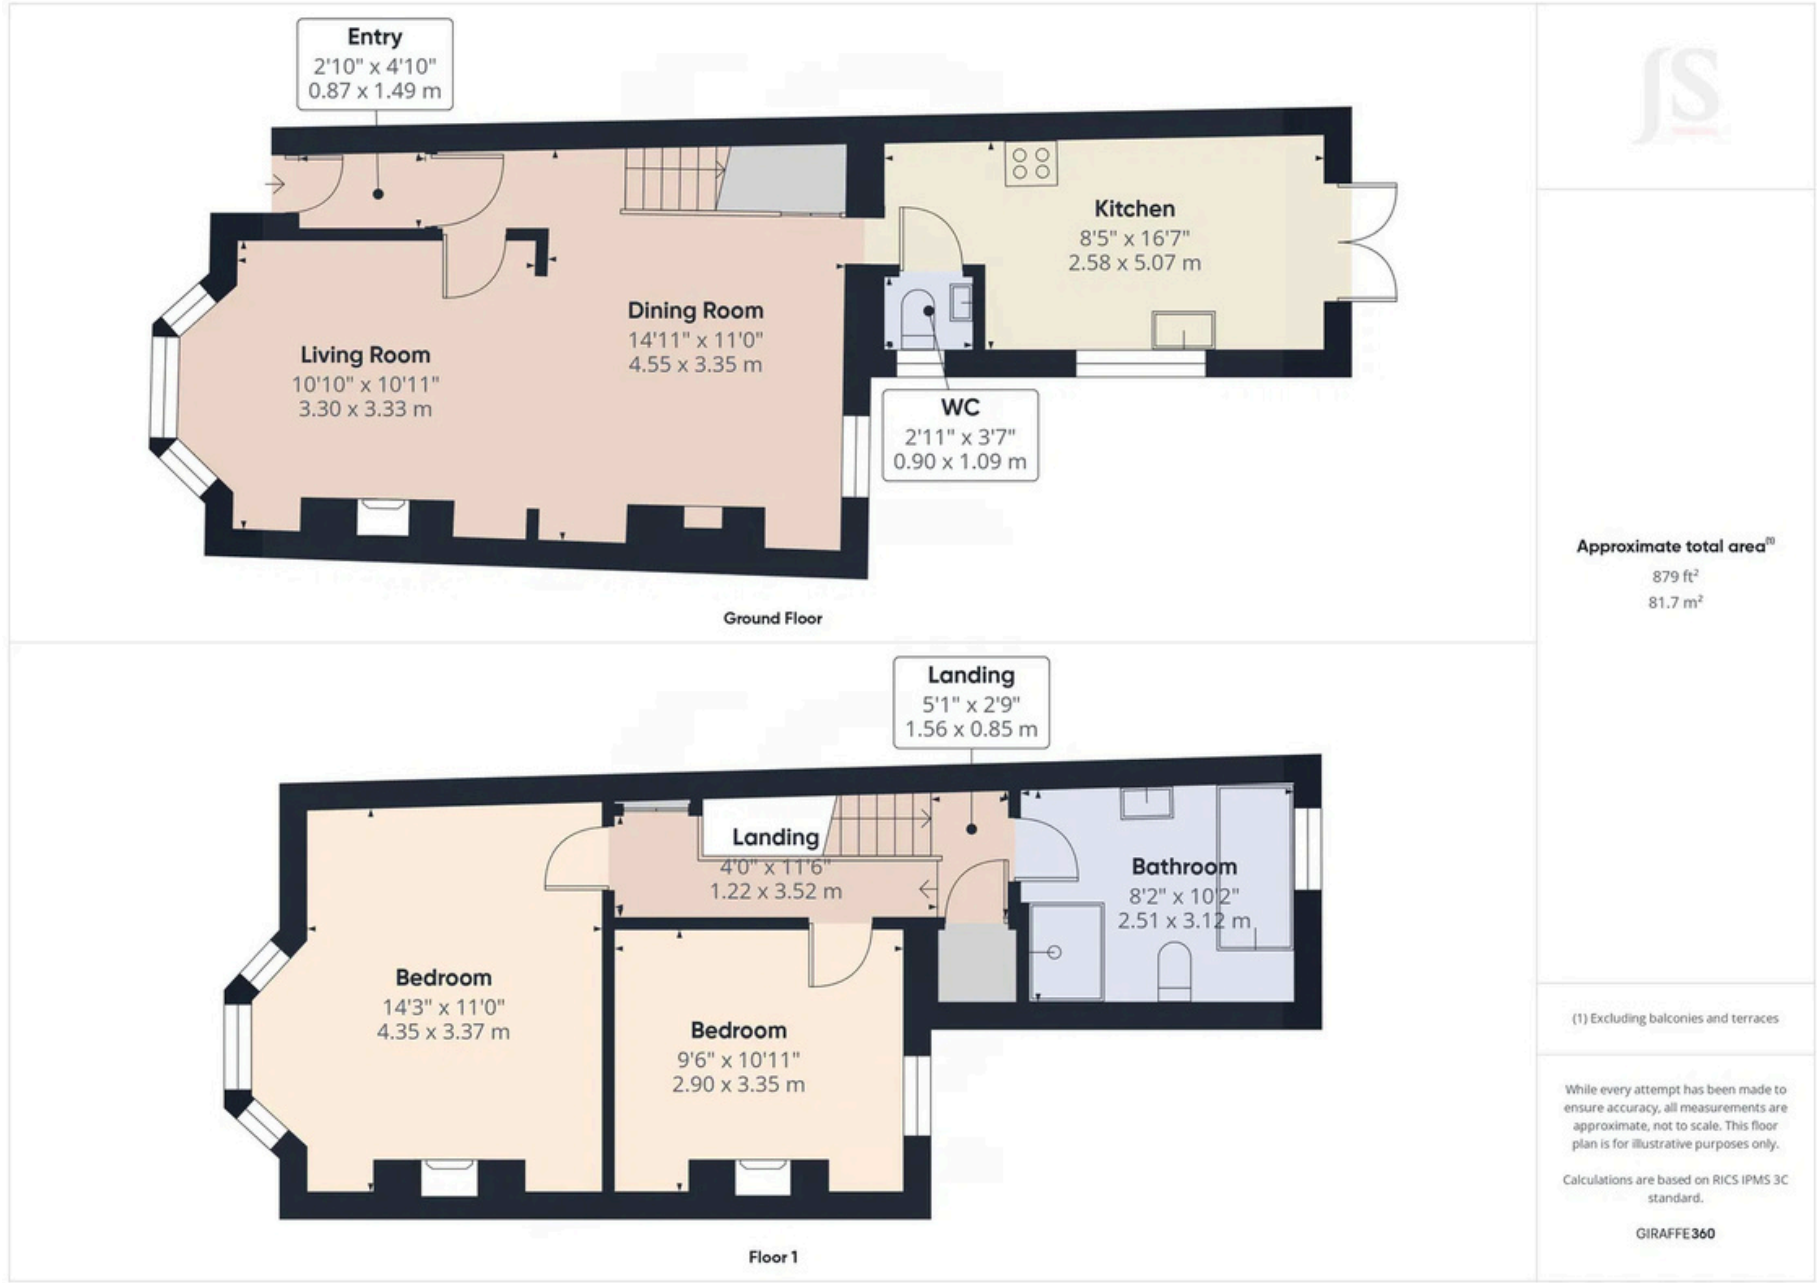 Entry
2'10" x 4'10"
0.87 x 1.49 m
Kitchen
8'5" x 16'7"
2.58 x 5.07 m
Dining Room
14'11" x 11'0"
4.55 x 3.35 m
Living Room
10'10" x 10'11"
3.30 x 3.33 m
WC
2'11" x 3'7"
0.90 x 1.09 m
Ground Floor
Landing
5'1" x 2'9"
1.56 x 0.85 m
Landing
4'0" x 11'6"
1.22 x 3.52 m
Bathroom
8'2" x 10'2"
2.51 x 3.12 m
Bedroom
14'3" x 11'0"
4.35 x 3.37 m
Bedroom
9'6" x 10'11"
2.90 x 3.35 m
Floor 1
JS
Approximate total area(1)
879 ft²
81.7 m²
(1) Excluding balconies and terraces
While every attempt has been made to
ensure accuracy, all measurements are
approximate, not to scale. This floor
plan is for illustrative purposes only.
Calculations are based on RICS IPMS 3C
standard.
GIRAFFE360